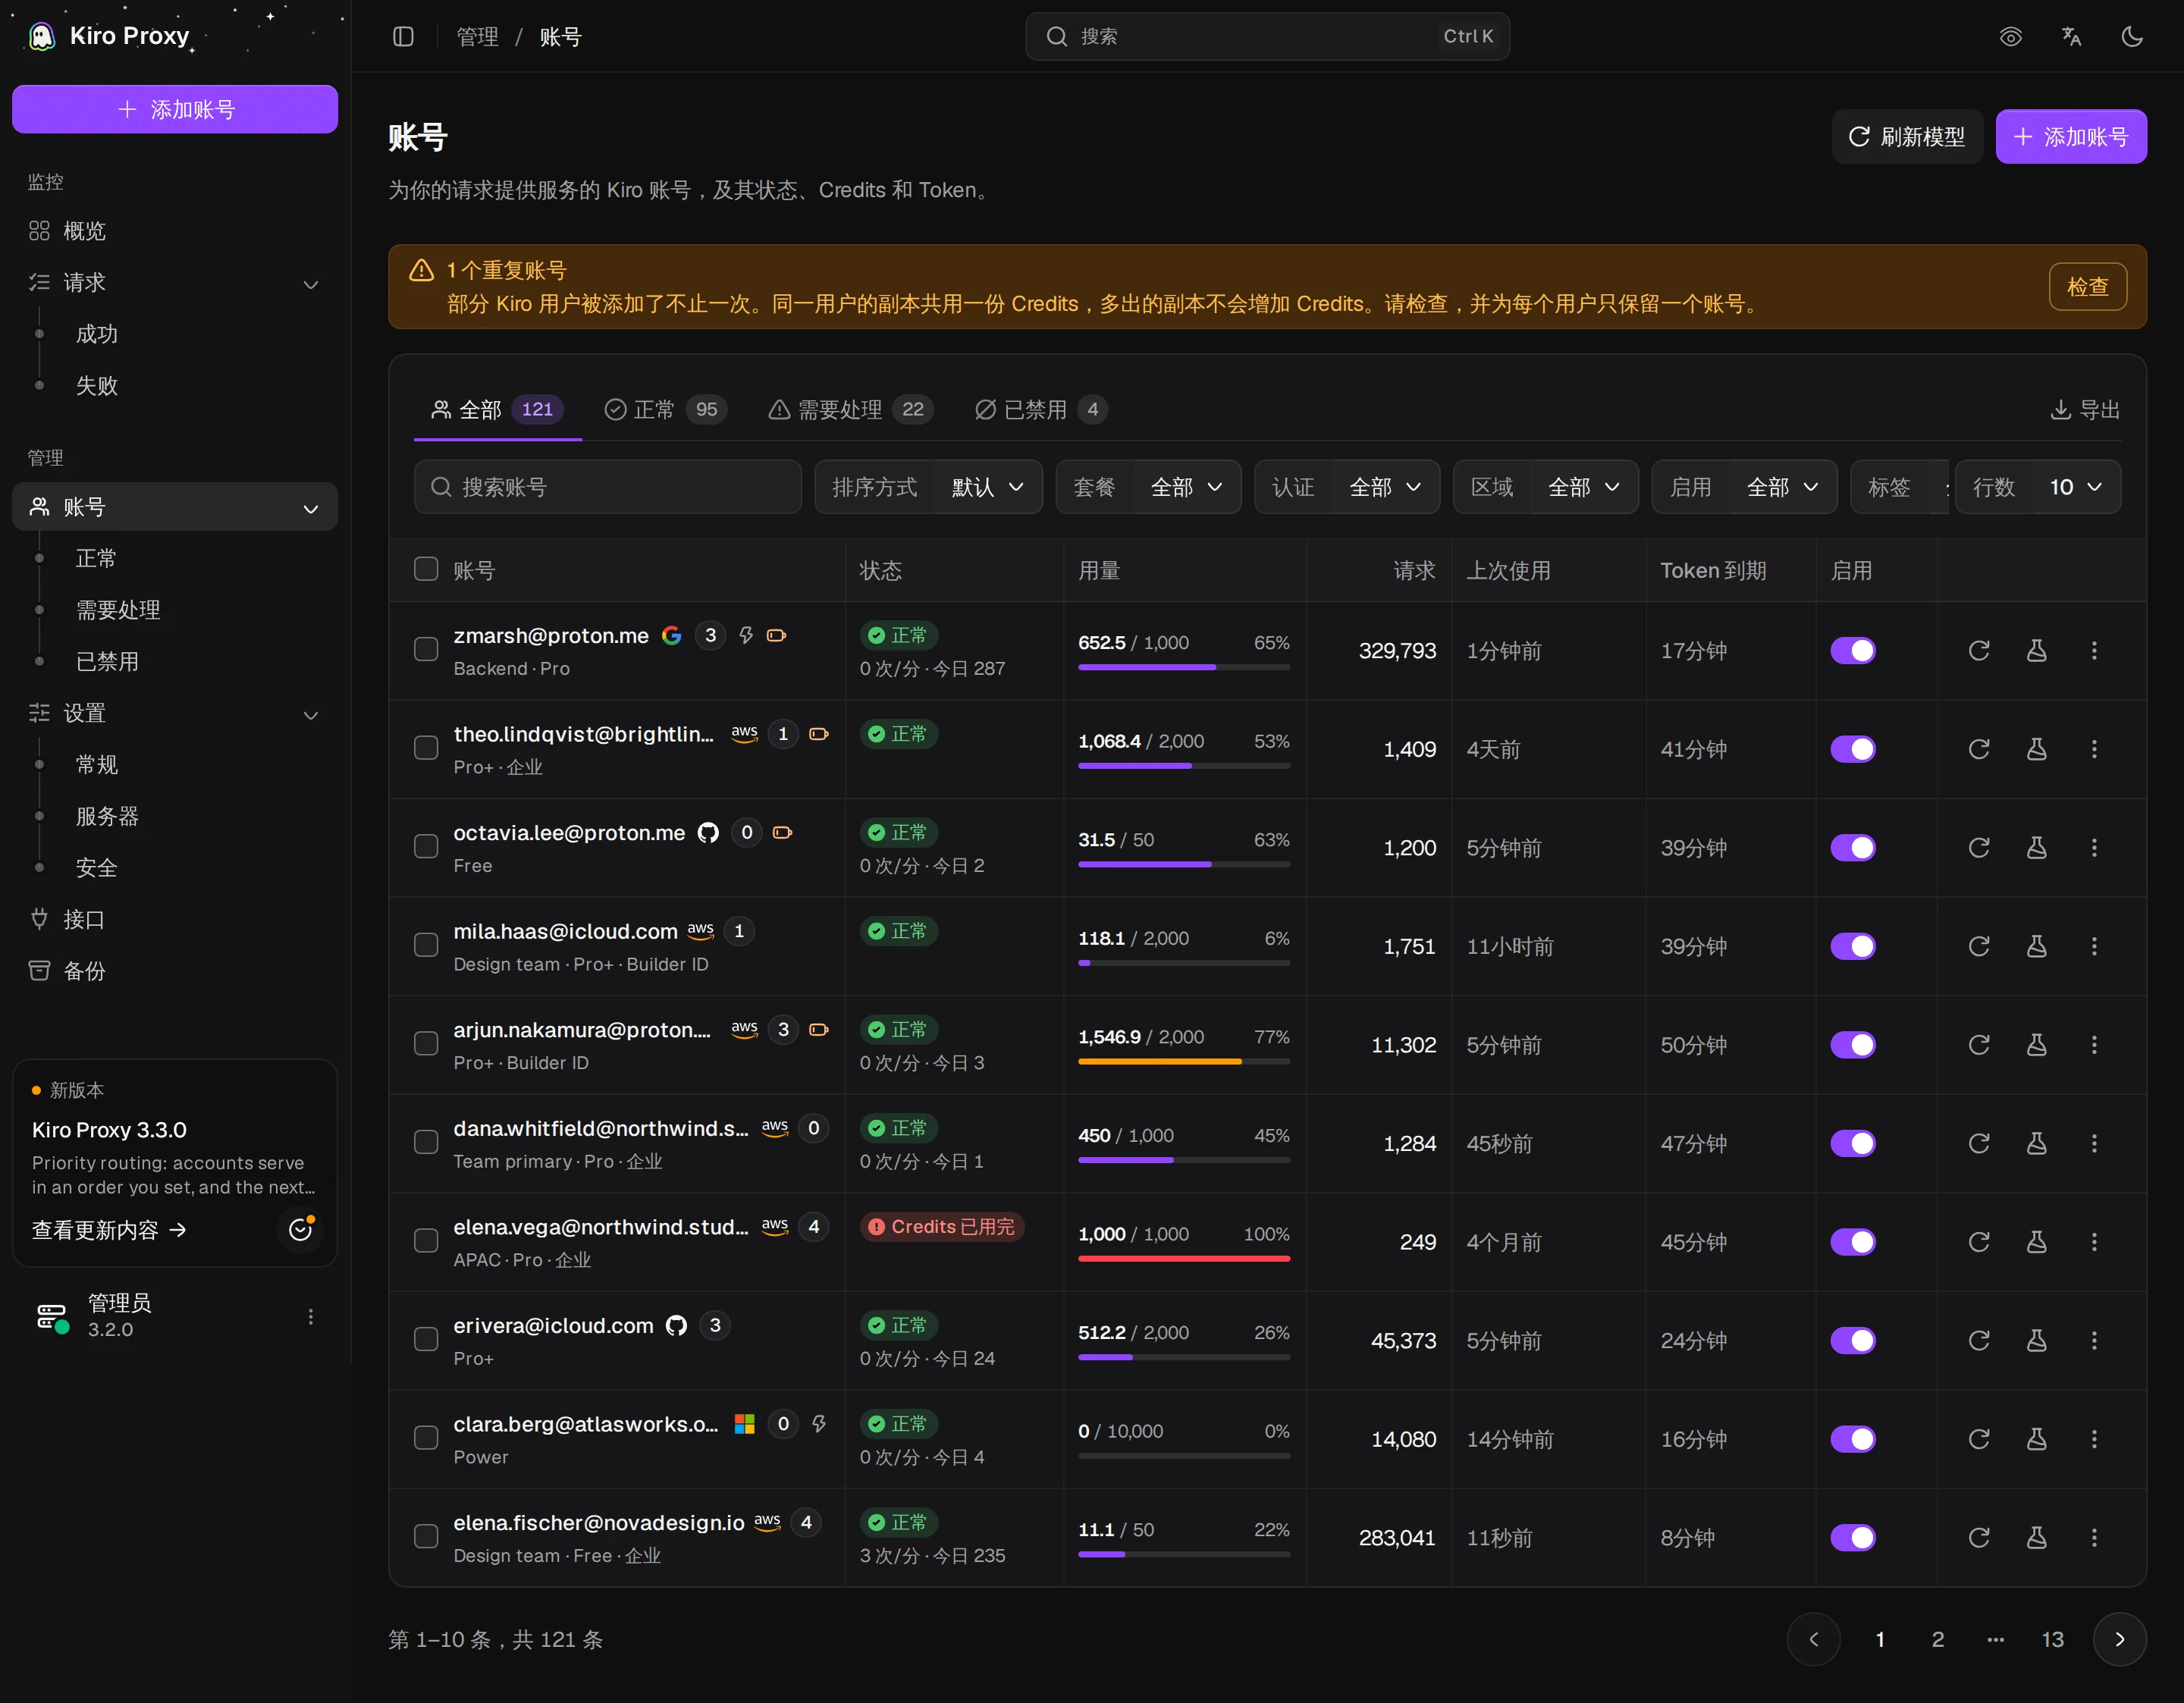 Kiro Proxy
添加账号
监控
概览
请求
成功
失败
管理
账号
正常
需要处理
已禁用
设置
常规
服务器
安全
接口
备份
新版本
Kiro Proxy 3.3.0
Priority routing: accounts serve
in an order you set, and the next...
查看更新内容
管理员
3.2.0
管理 / 账号
搜索 Ctrl K
账号
刷新模型
添加账号
为你的请求提供服务的 Kiro 账号，及其状态、Credits 和 Token。
1 个重复账号
部分 Kiro 用户被添加了不止一次。同一用户的副本共用一份 Credits，多出的副本不会增加 Credits。请检查，并为每个用户只保留一个账号。
检查
全部 121 正常 95 需要处理 22 已禁用 4 导出
搜索账号 排序方式 默认 套餐 全部 认证 全部 区域 全部 启用 全部 标签 行数 10
账号 状态 用量 请求 上次使用 Token 到期 启用
zmarsh@proton.me 3 正常 652.5 / 1,000 65% 329,793 1分钟前 17分钟
Backend · Pro 0 次/分 · 今日 287
theo.lindqvist@brightlin... aws 1 正常 1,068.4 / 2,000 53% 1,409 4天前 41分钟
Pro+ · 企业
octavia.lee@proton.me 0 正常 31.5 / 50 63% 1,200 5分钟前 39分钟
Free 0 次/分 · 今日 2
mila.haas@icloud.com aws 1 正常 118.1 / 2,000 6% 1,751 11小时前 39分钟
Design team · Pro+ · Builder ID
arjun.nakamura@proton.... aws 3 正常 1,546.9 / 2,000 77% 11,302 5分钟前 50分钟
Pro+ · Builder ID 0 次/分 · 今日 3
dana.whitfield@northwind.s... aws 0 正常 450 / 1,000 45% 1,284 45秒前 47分钟
Team primary · Pro · 企业 0 次/分 · 今日 1
elena.vega@northwind.stud... aws 4 Credits 已用完 1,000 / 1,000 100% 249 4个月前 45分钟
APAC · Pro · 企业
erivera@icloud.com 3 正常 512.2 / 2,000 26% 45,373 5分钟前 24分钟
Pro+ 0 次/分 · 今日 24
clara.berg@atlasworks.o... 0 正常 0 / 10,000 0% 14,080 14分钟前 16分钟
Power 0 次/分 · 今日 4
elena.fischer@novadesign.io aws 4 正常 11.1 / 50 22% 283,041 11秒前 8分钟
Design team · Free · 企业 3 次/分 · 今日 235
第 1–10 条，共 121 条
1 2 ··· 13